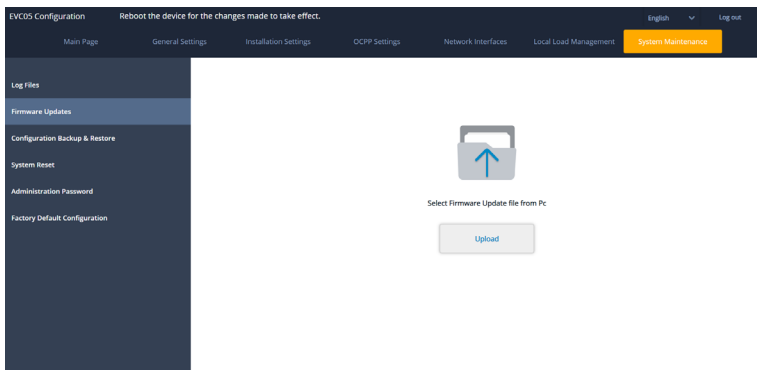 EVC05 Configuration Reboot the device for the changes made to take effect. English Log out
Main Page General Settings Installation Settings OCPP Settings Network Interfaces Local Load Management System Maintenance
Log Files
Firmware Updates
Configuration Backup & Restore
System Reset
Administration Password
Factory Default Configuration
Select Firmware Update file from Pc
Upload